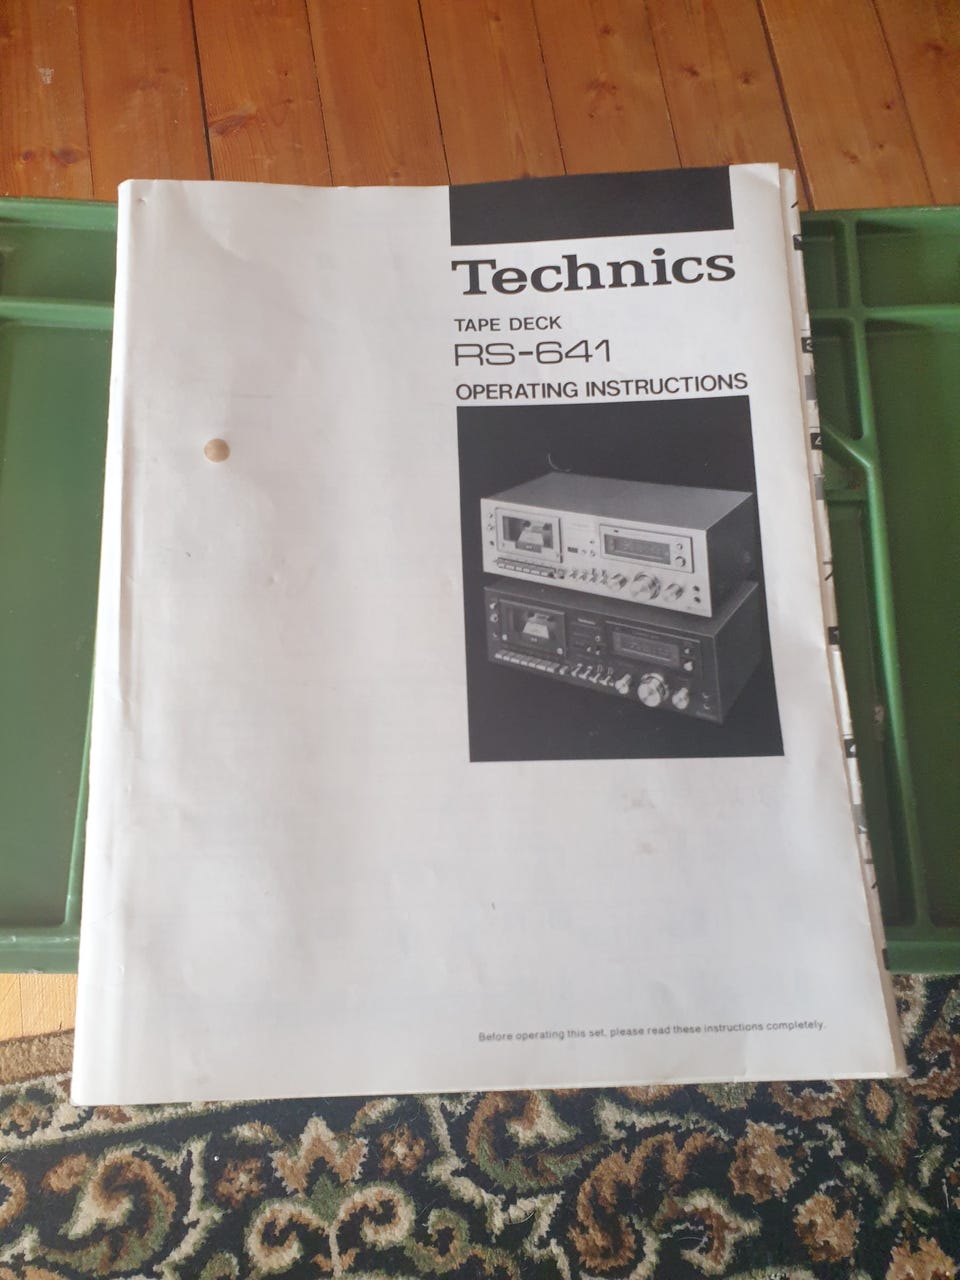 Technics
TAPE DECK
RS-641
OPERATING INSTRUCTIONS
Before operating this set, please read these instructions completely.